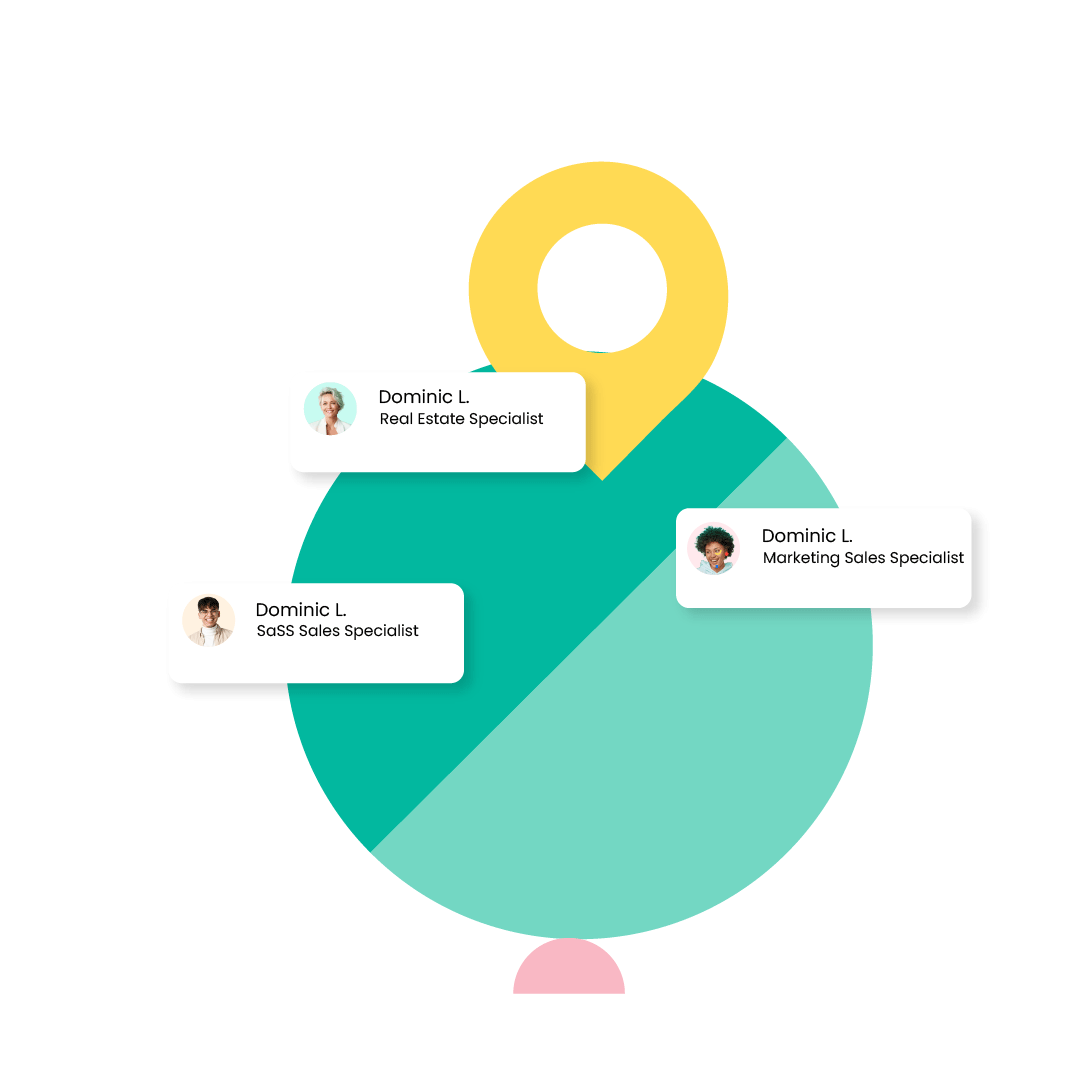 Dominic L.
Real Estate Specialist
Dominic L.
Marketing Sales Specialist
Dominic L.
SaSS Sales Specialist